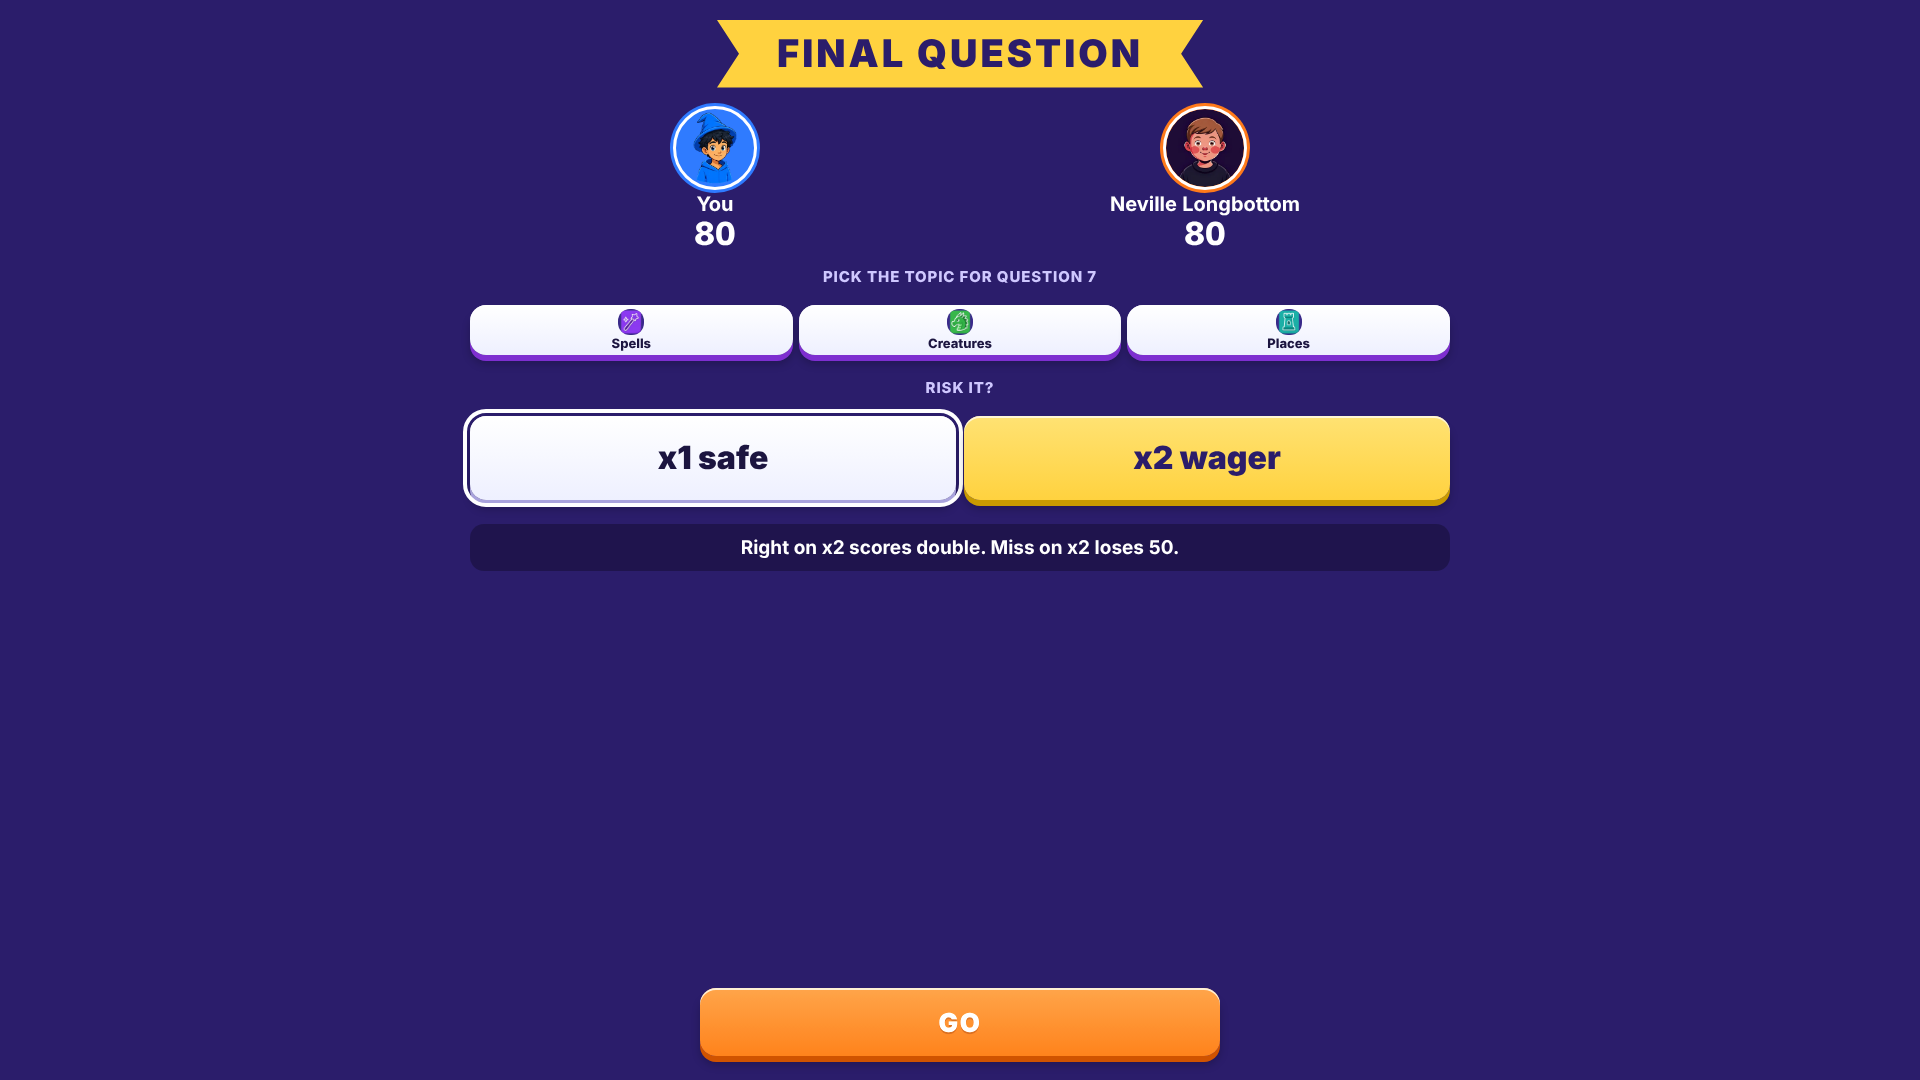 FINAL QUESTION
You
80
Neville Longbottom
80
PICK THE TOPIC FOR QUESTION 7
Spells
Creatures
Places
RISK IT?
x1 safe
x2 wager
Right on x2 scores double. Miss on x2 loses 50.
GO